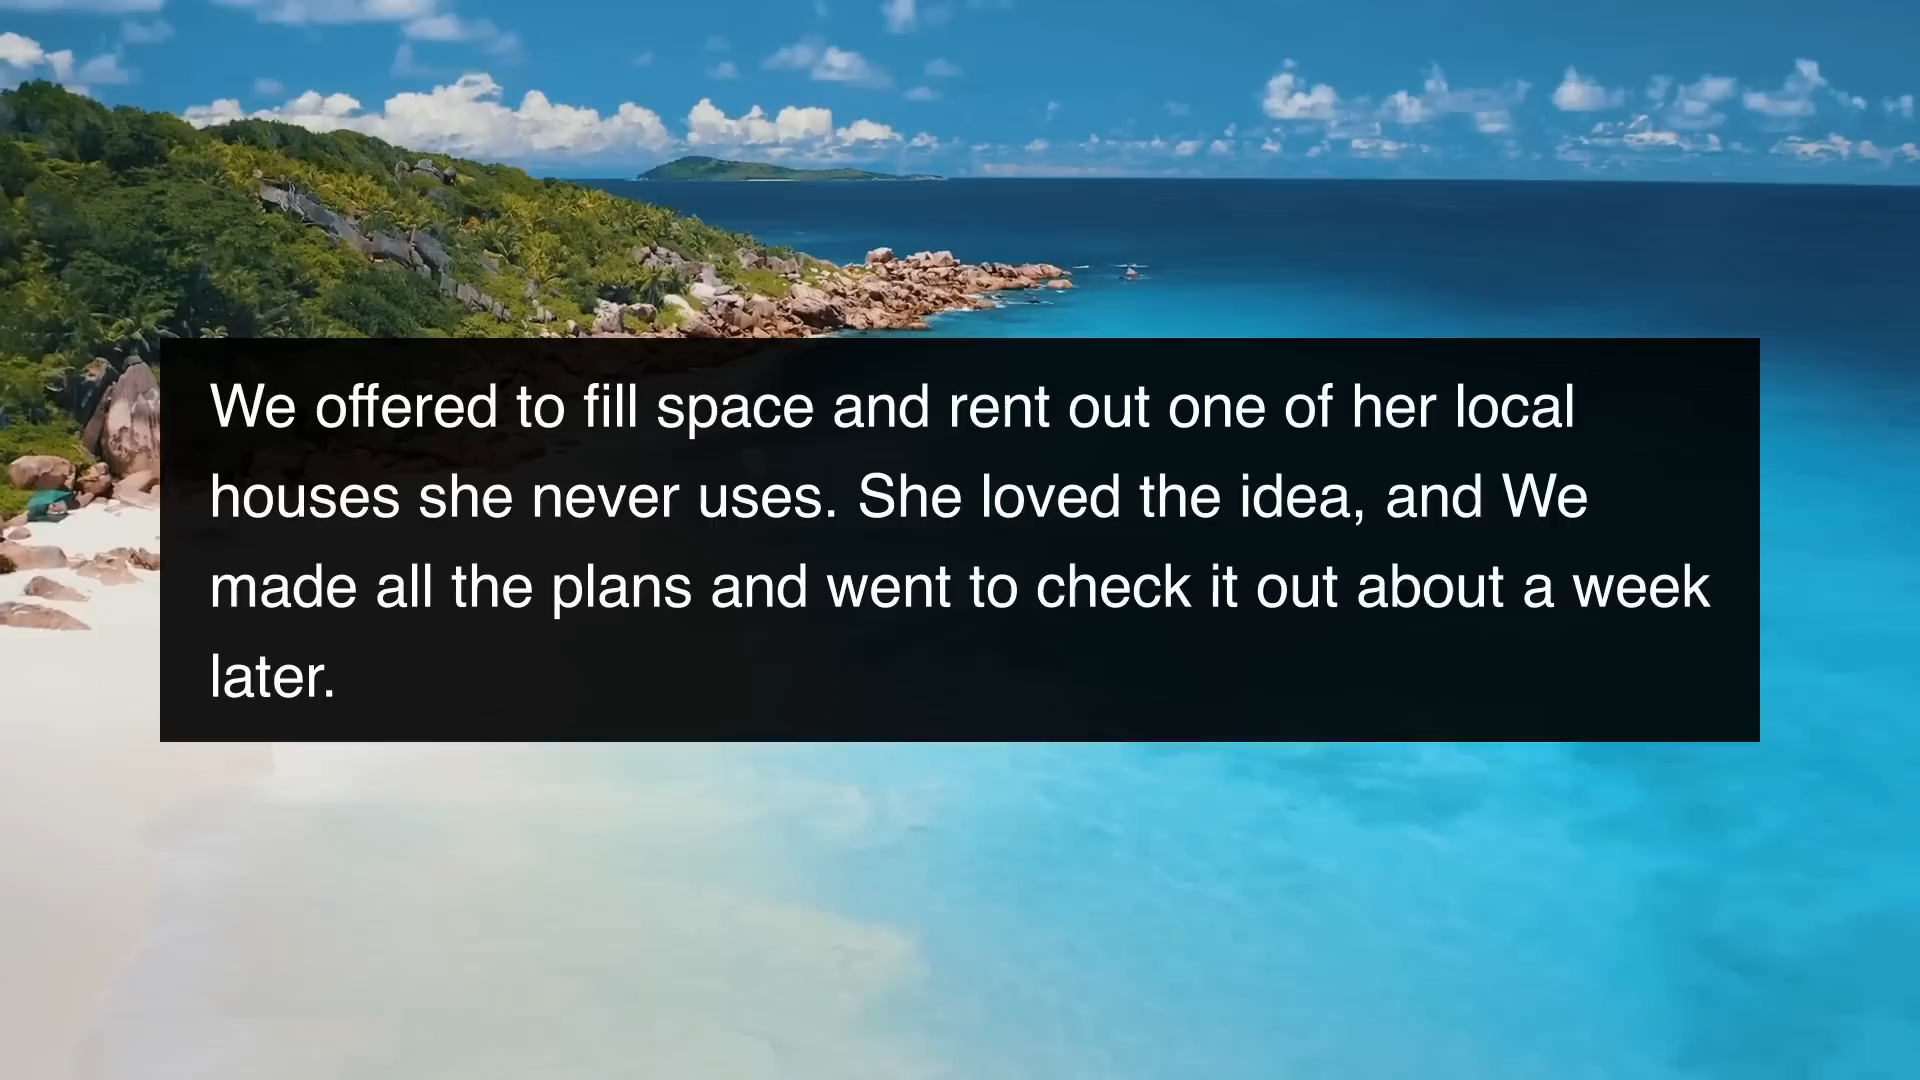 We offered to fill space and rent out one of her local
houses she never uses. She loved the idea, and We
made all the plans and went to check it out about a week
later.